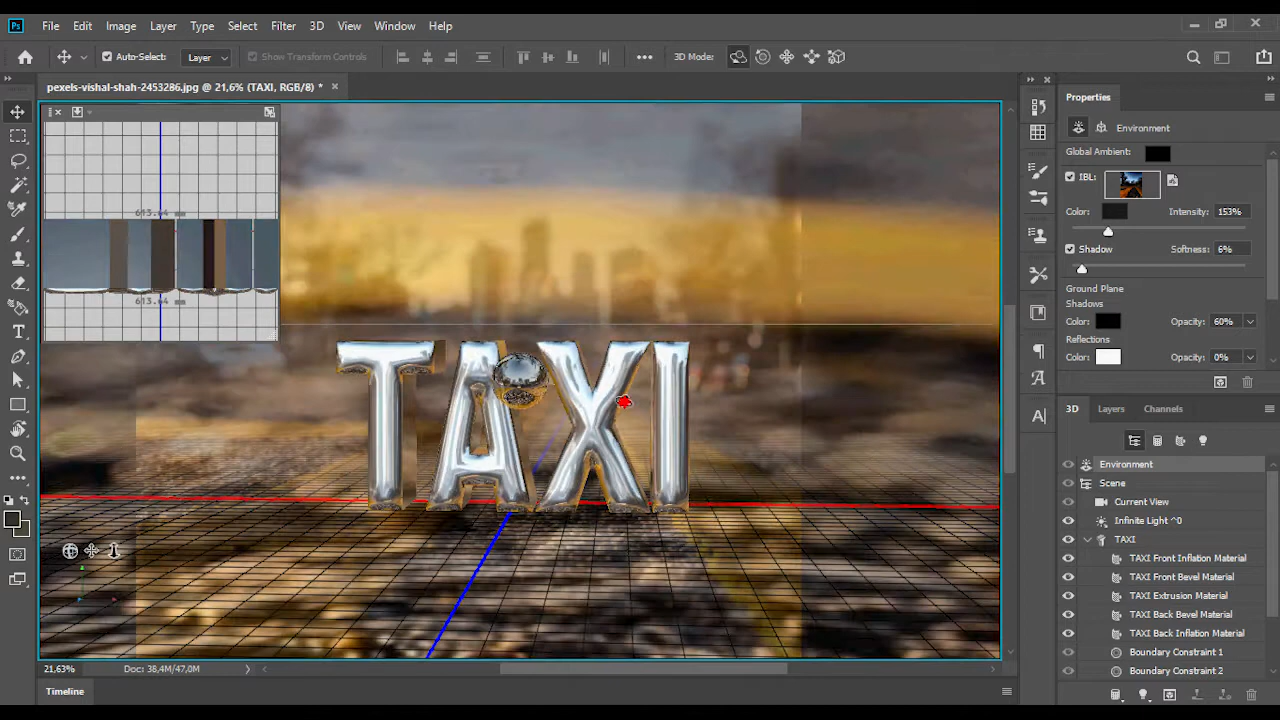 Ps File Edit Image Layer Type Select Filter 3D View Window Help
Auto-Select: Layer Show Transform Controls 3D Mode:
pexels-vishal-shah-2453286.jpg @ 21,6% (TAXI, RGB/8) *
Properties
Environment
Global Ambient:
IBL:
Color: Intensity: 153%
Shadow Softness: 6%
Ground Plane
Shadows
Color: Opacity: 60%
Reflections
Color: Opacity: 0%
TAXI
3D Layers Channels
Environment
Scene
Current View
Infinite Light ^0
TAXI
TAXI Front Inflation Material
TAXI Front Bevel Material
TAXI Extrusion Material
TAXI Back Bevel Material
TAXI Back Inflation Material
Boundary Constraint 1
Boundary Constraint 2
21,63% Doc: 38,4M/47,0M
Timeline